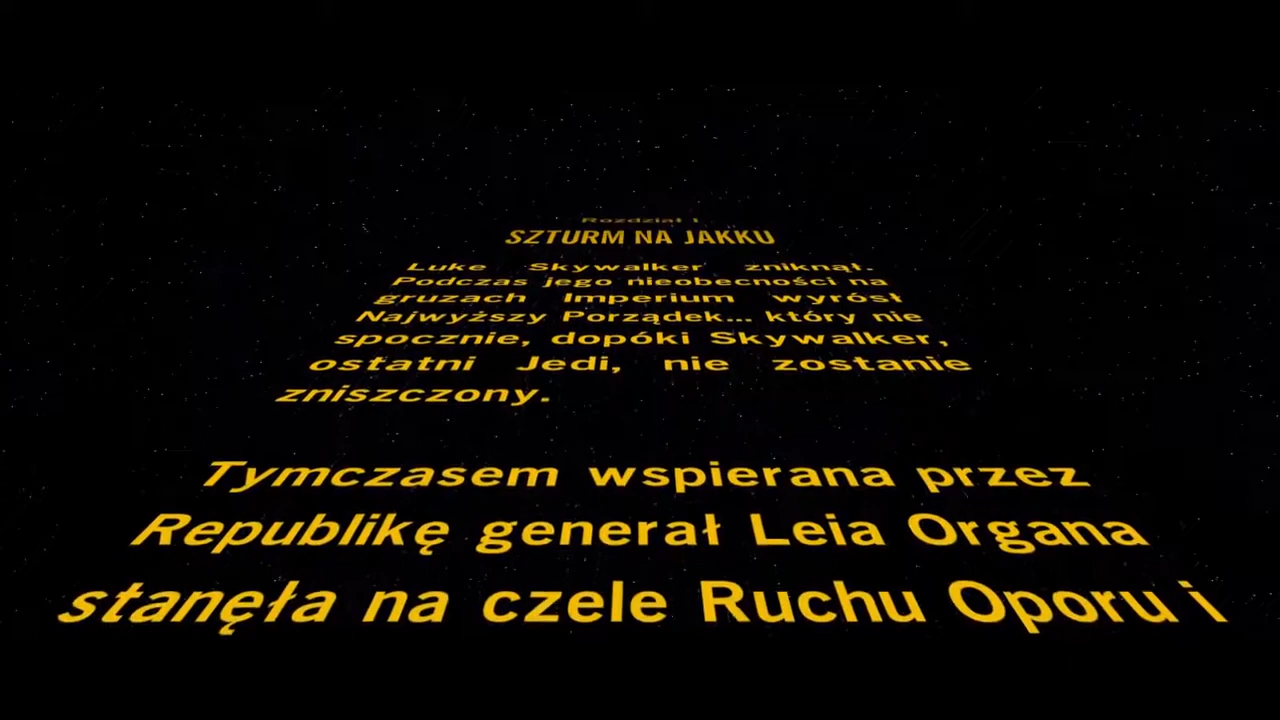 Rozdział I
SZTURM NA JAKKU
Luke Skywalker zniknął.
Podczas jego nieobecności na
gruzach Imperium wyrósł
Najwyższy Porządek... który nie
spocznie, dopóki Skywalker,
ostatni Jedi, nie zostanie
zniszczony.
Tymczasem wspierana przez
Republikę generał Leia Organa
stanęła na czele Ruchu Oporu i